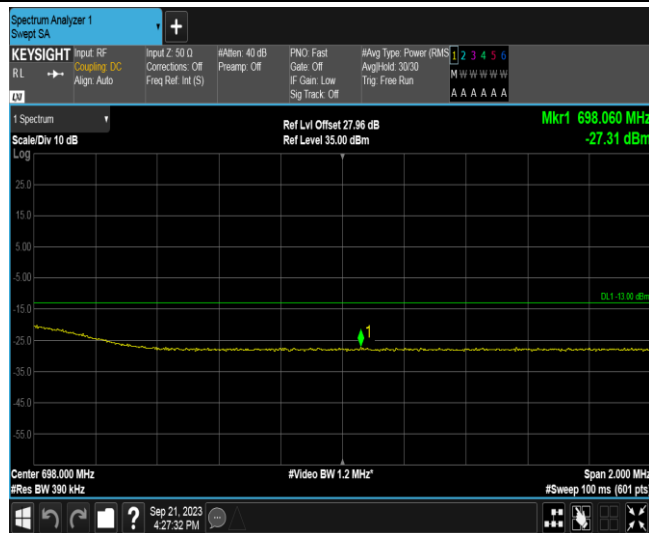 Spectrum Analyzer 1
Swept SA
+
KEYSIGHT
Input: RF
Input Z: 50 Ω
#Atten: 40 dB
PNO: Fast
#Avg Type: Power (RMS
1 2 3 4 5 6
RL
Coupling: DC
Corrections: Off
Preamp: Off
Gate: Off
Avg|Hold: 30/30
M W W W W W
Align: Auto
Freq Ref: Int (S)
IF Gain: Low
Trig: Free Run
Sig Track: Off
A A A A A A
LXI
1 Spectrum
Ref Lvl Offset 27.96 dB
Mkr1 698.060 MHz
Scale/Div 10 dB
Ref Level 35.00 dBm
-27.31 dBm
Log
25.0
15.0
5.00
-5.00
DL1 -13.00 dBm
-15.0
1
-25.0
-35.0
-45.0
-55.0
Center 698.000 MHz
#Video BW 1.2 MHz*
Span 2.000 MHz
#Res BW 390 kHz
#Sweep 100 ms (601 pts)
?
Sep 21, 2023
4:27:32 PM